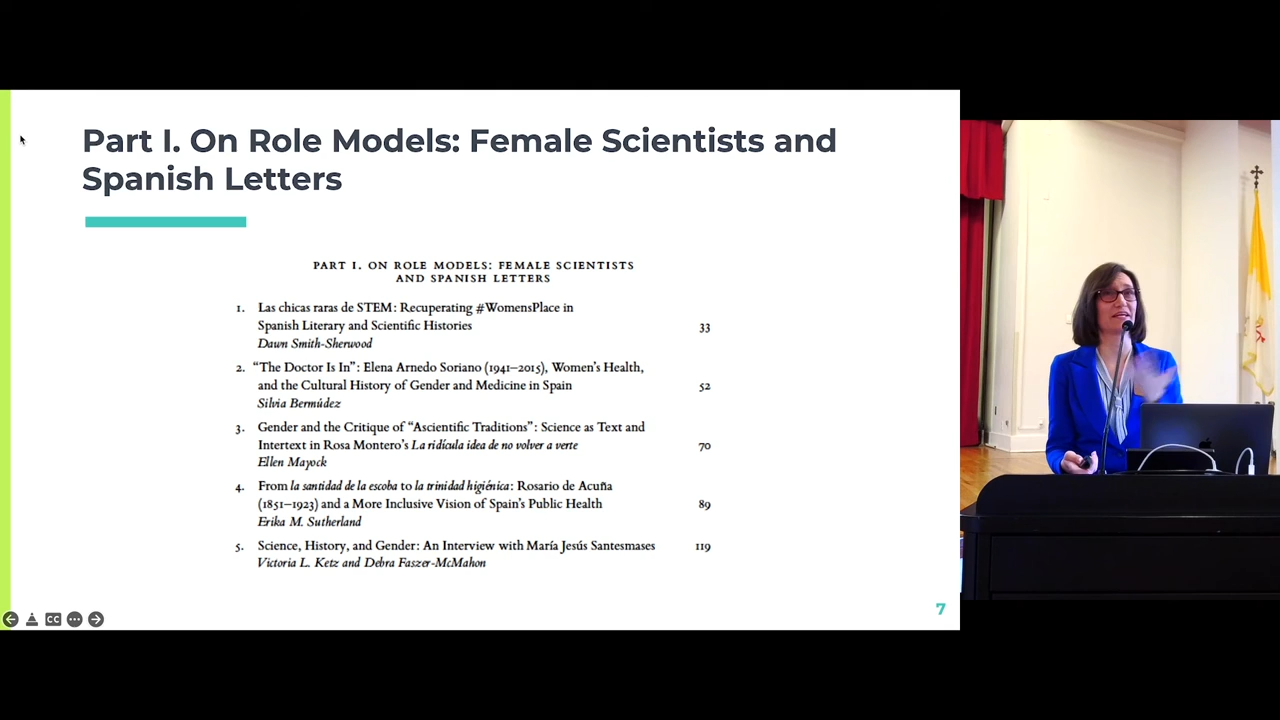 Part I. On Role Models: Female Scientists and
Spanish Letters
PART I. ON ROLE MODELS: FEMALE SCIENTISTS
AND SPANISH LETTERS
1. Las chicas raras de STEM: Recuperating #WomensPlace in
Spanish Literary and Scientific Histories 33
Dawn Smith-Sherwood
2. “The Doctor Is In”: Elena Arnedo Soriano (1941–2015), Women’s Health,
and the Cultural History of Gender and Medicine in Spain 52
Silvia Bermúdez
3. Gender and the Critique of “Ascientific Traditions”: Science as Text and
Intertext in Rosa Montero’s La ridícula idea de no volver a verte 70
Ellen Mayock
4. From la santidad de la escoba to la trinidad higiénica: Rosario de Acuña
(1851–1923) and a More Inclusive Vision of Spain’s Public Health 89
Erika M. Sutherland
5. Science, History, and Gender: An Interview with María Jesús Santesmases 119
Victoria L. Ketz and Debra Faszer-McMahon
CC
7